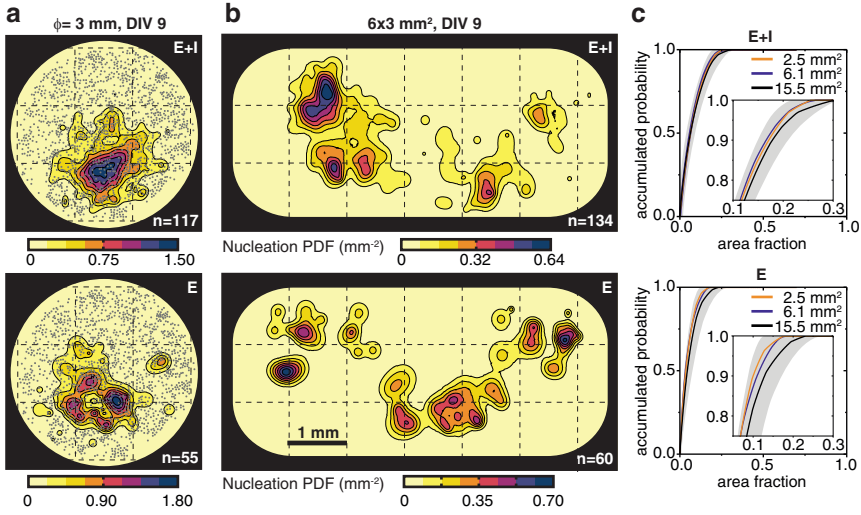 a
ϕ= 3 mm, DIV 9
E+I
n=117
0 0.75 1.50
E
n=55
0 0.90 1.80
b
6x3 mm², DIV 9
E+I
n=134
Nucleation PDF (mm⁻²)
0 0.32 0.64
E
1 mm
n=60
Nucleation PDF (mm⁻²)
0 0.35 0.70
c
E+I
accumulated probability
1.0
0.5
0.0
2.5 mm²
6.1 mm²
15.5 mm²
1.0
0.9
0.8
0.1 0.2 0.3
0.0 0.5 1.0
area fraction
E
accumulated probability
1.0
0.5
0.0
2.5 mm²
6.1 mm²
15.5 mm²
1.0
0.9
0.8
0.1 0.2 0.3
0.0 0.5 1.0
area fraction